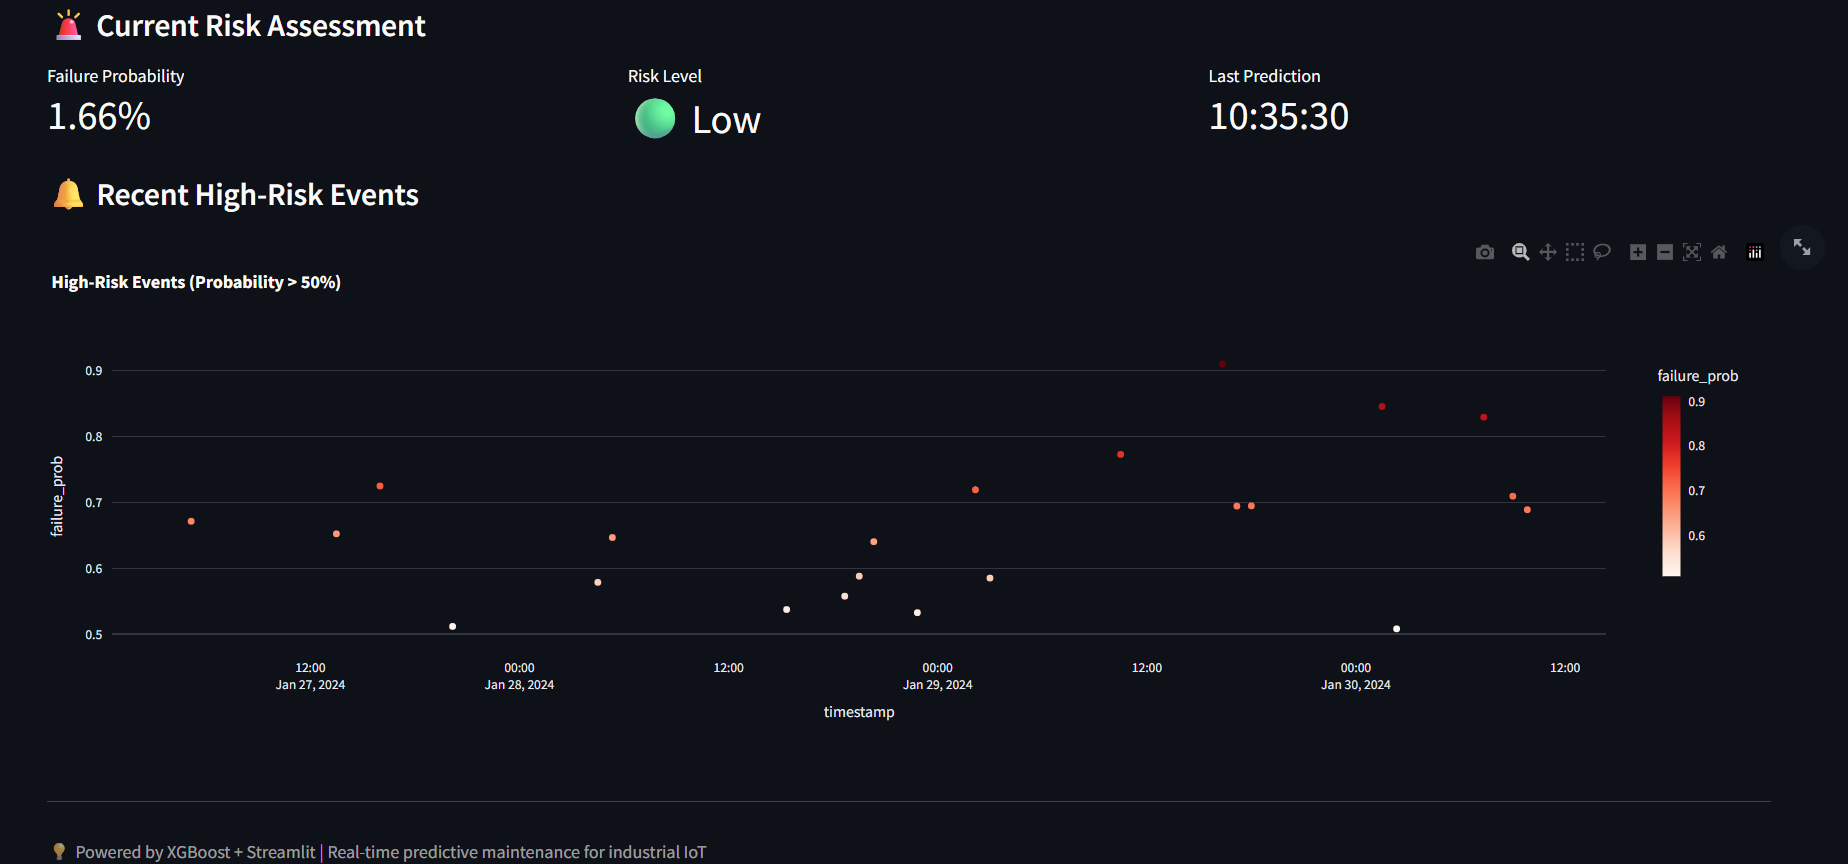 Current Risk Assessment
Failure Probability
1.66%
Risk Level
Low
Last Prediction
10:35:30
Recent High-Risk Events
High-Risk Events (Probability > 50%)
failure_prob
0.9
0.8
0.7
0.6
0.5
12:00
Jan 27, 2024
00:00
Jan 28, 2024
12:00
00:00
Jan 29, 2024
12:00
00:00
Jan 30, 2024
12:00
timestamp
failure_prob
0.9
0.8
0.7
0.6
Powered by XGBoost + Streamlit | Real-time predictive maintenance for industrial IoT